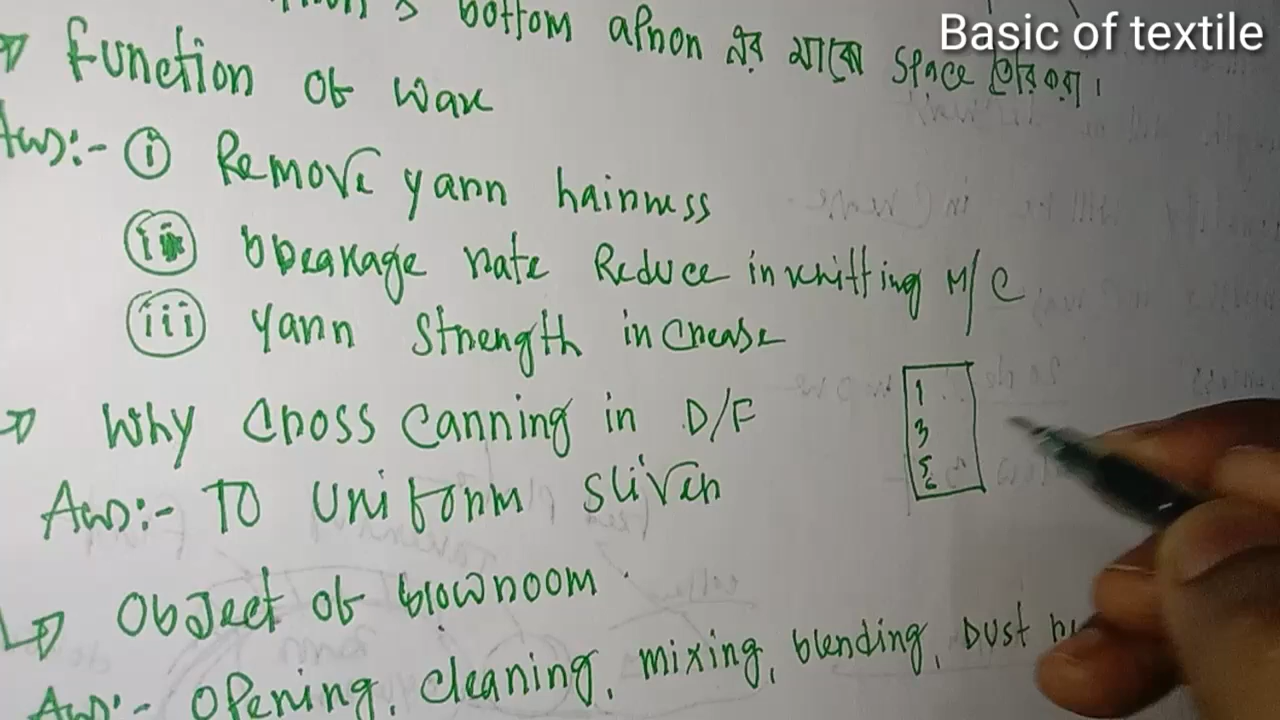 Basic of textile
bottom apron এর মাঝে space তৈরি করা।
Function of wax
Ans:- (i) Remove yarn hairness
(ii) breakage rate Reduce in knitting M/C
(iii) yarn strength increase
Why cross canning in D/F
Ans:- To uniform sliver
1
3
5
Object of blowroom
Ans:- Opening, cleaning, mixing, blending, Dust